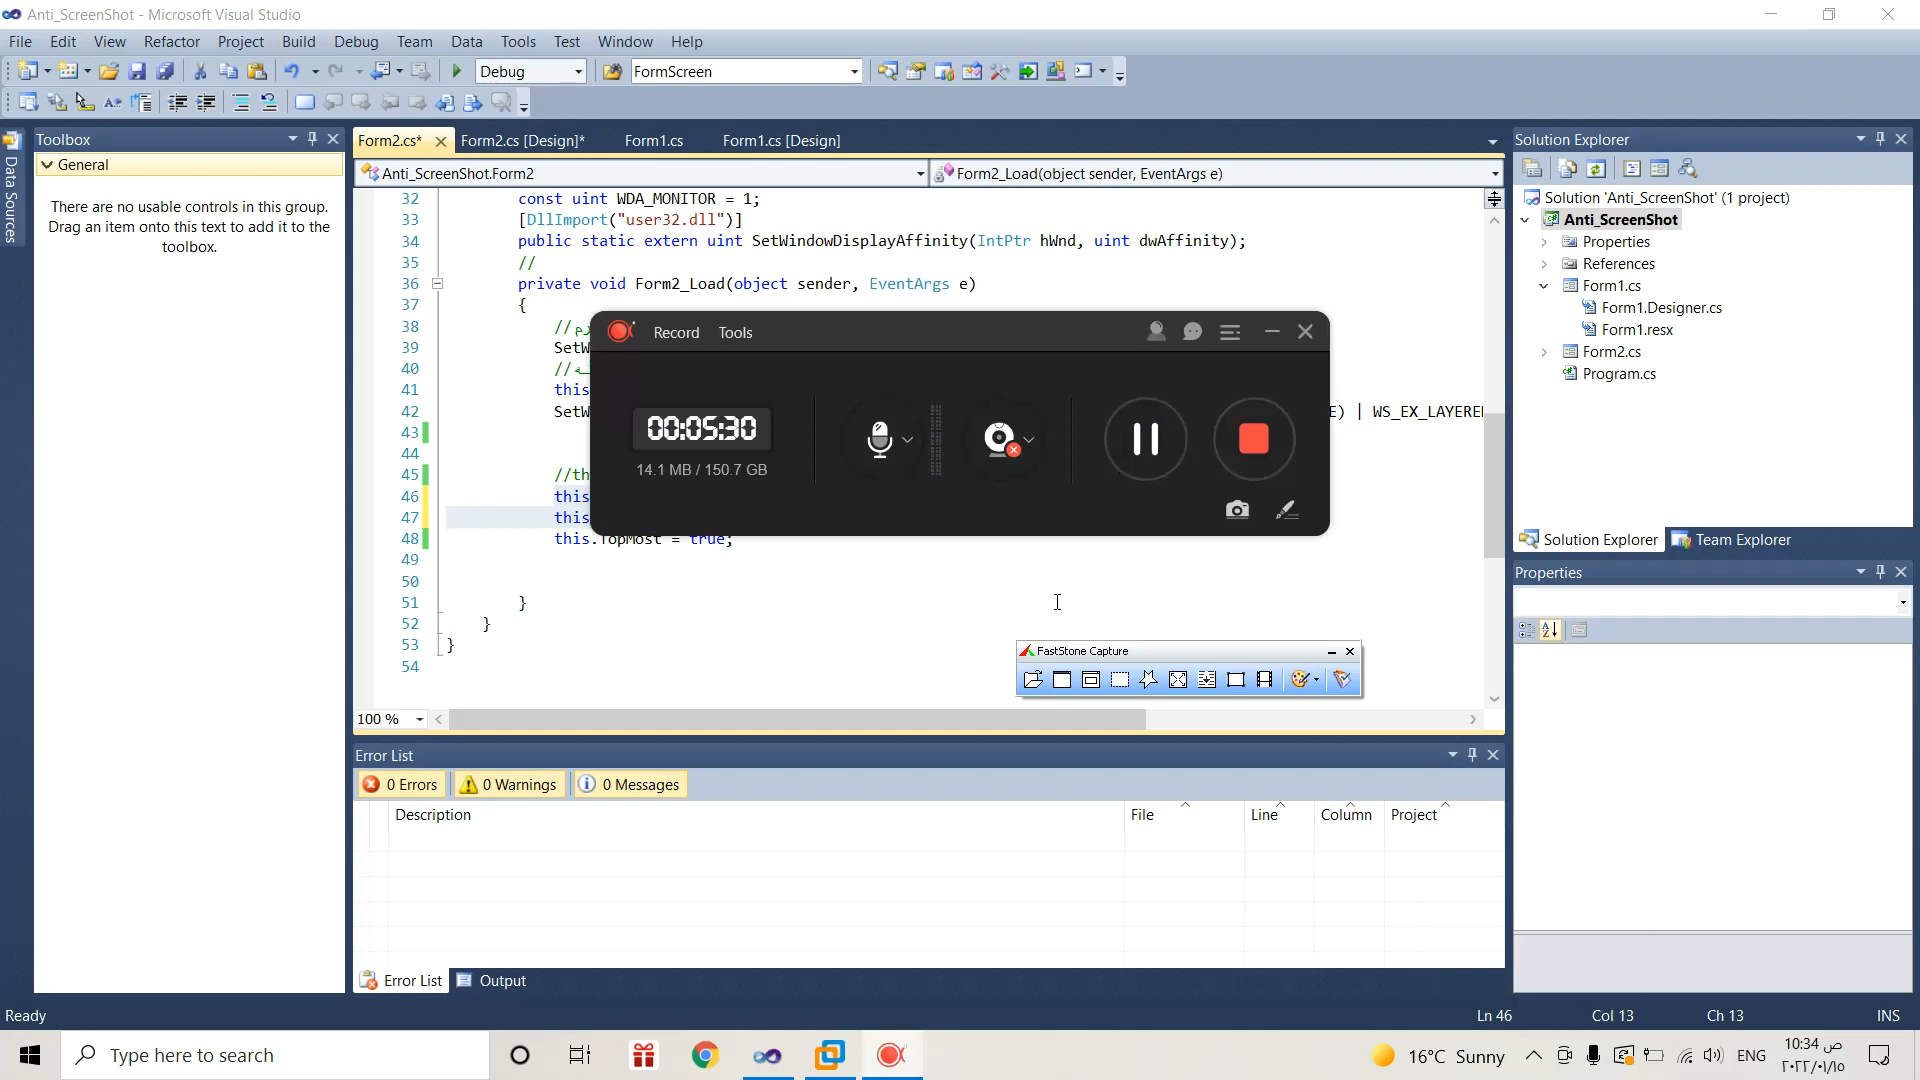 Anti_ScreenShot - Microsoft Visual Studio
File Edit View Refactor Project Build Debug Team Data Tools Test Window Help
Debug
FormScreen
Data Sources
Toolbox
General
There are no usable controls in this group.
Drag an item onto this text to add it to the
toolbox.
Form2.cs* Form2.cs [Design]* Form1.cs Form1.cs [Design]
Anti_ScreenShot.Form2
Form2_Load(object sender, EventArgs e)
32 const uint WDA_MONITOR = 1;
33 [DllImport("user32.dll")]
34 public static extern uint SetWindowDisplayAffinity(IntPtr hWnd, uint dwAffinity);
35 //
36 private void Form2_Load(object sender, EventArgs e)
37 {
38 //
39 SetW
40 //
41 this
42 SetW E) | WS_EX_LAYERE
43
44
45 //th
46 this
47 this
48 this.TopMost = true;
49
50
51 }
52 }
53 }
54
100 %
Record Tools
00:05:30
14.1 MB / 150.7 GB
FastStone Capture
Error List
0 Errors 0 Warnings 0 Messages
Description File Line Column Project
Error List Output
Solution Explorer
Solution 'Anti_ScreenShot' (1 project)
Anti_ScreenShot
Properties
References
Form1.cs
Form1.Designer.cs
Form1.resx
Form2.cs
Program.cs
Solution Explorer Team Explorer
Properties
Ready
Ln 46 Col 13 Ch 13 INS
Type here to search
16°C Sunny
ENG
10:34 ص
٢٠٢٢/٠١/١٥